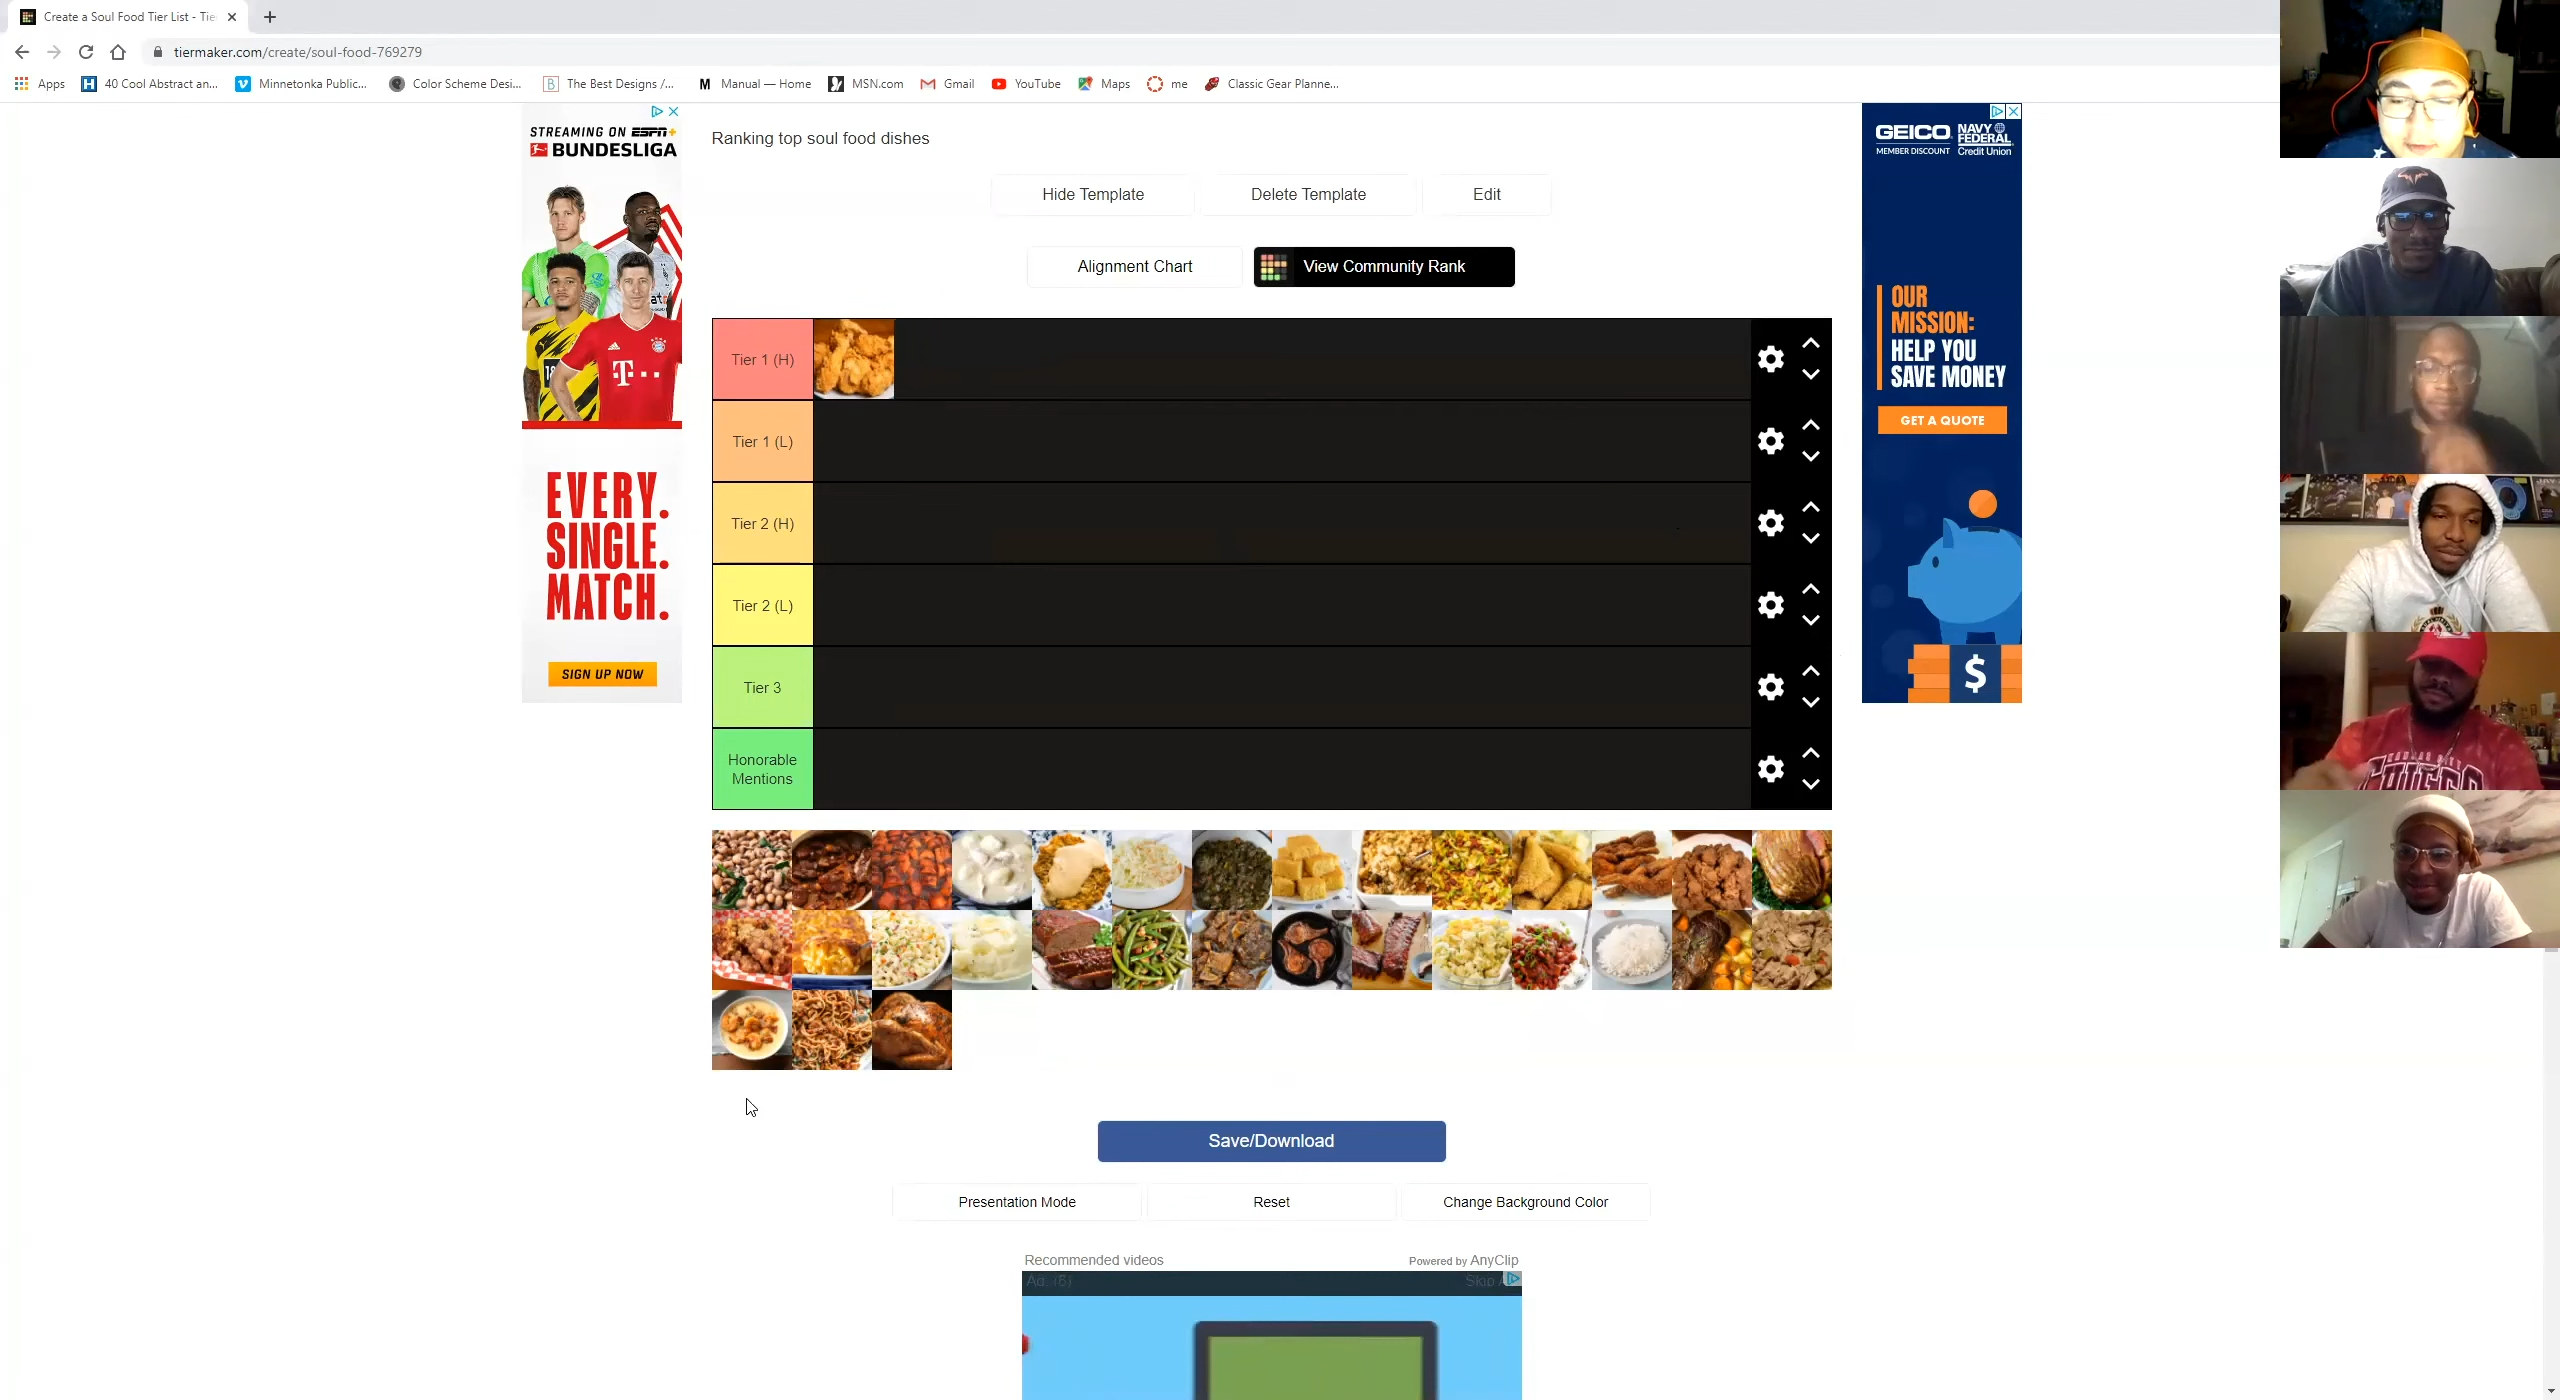 Create a Soul Food Tier List - Tie
tiermaker.com/create/soul-food-769279
Apps
40 Cool Abstract an...
Minnetonka Public...
Color Scheme Desi...
The Best Designs /...
Manual — Home
MSN.com
Gmail
YouTube
Maps
me
Classic Gear Planne...
STREAMING ON ESPN+
BUNDESLIGA
EVERY.
SINGLE.
MATCH.
SIGN UP NOW
Ranking top soul food dishes
Hide Template
Delete Template
Edit
Alignment Chart
View Community Rank
Tier 1 (H)
Tier 1 (L)
Tier 2 (H)
Tier 2 (L)
Tier 3
Honorable
Mentions
GEICO
MEMBER DISCOUNT
NAVY
FEDERAL
Credit Union
OUR
MISSION:
HELP YOU
SAVE MONEY
GET A QUOTE
$
Save/Download
Presentation Mode
Reset
Change Background Color
Recommended videos
Powered by AnyClip
Ad: (6)
Skip